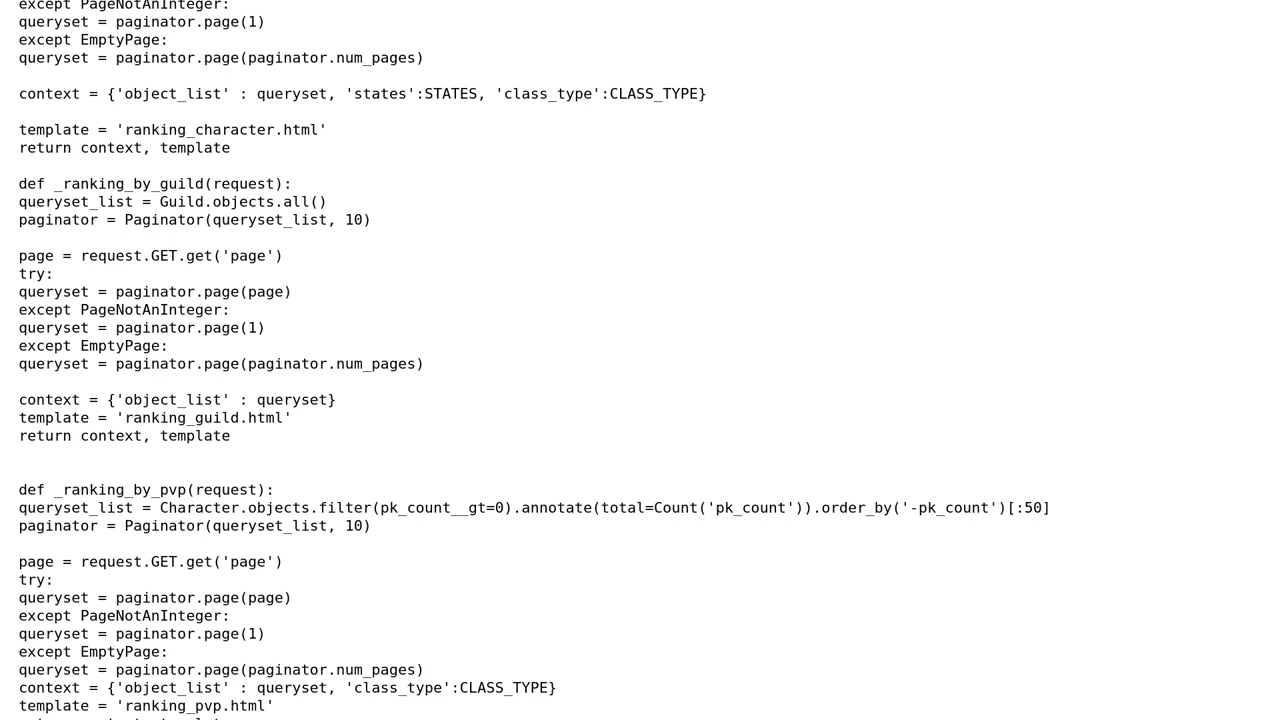 except PageNotAnInteger:
queryset = paginator.page(1)
except EmptyPage:
queryset = paginator.page(paginator.num_pages)
context = {'object_list' : queryset, 'states':STATES, 'class_type':CLASS_TYPE}
template = 'ranking_character.html'
return context, template
def _ranking_by_guild(request):
queryset_list = Guild.objects.all()
paginator = Paginator(queryset_list, 10)
page = request.GET.get('page')
try:
queryset = paginator.page(page)
except PageNotAnInteger:
queryset = paginator.page(1)
except EmptyPage:
queryset = paginator.page(paginator.num_pages)
context = {'object_list' : queryset}
template = 'ranking_guild.html'
return context, template
def _ranking_by_pvp(request):
queryset_list = Character.objects.filter(pk_count__gt=0).annotate(total=Count('pk_count')).order_by('-pk_count')[:50]
paginator = Paginator(queryset_list, 10)
page = request.GET.get('page')
try:
queryset = paginator.page(page)
except PageNotAnInteger:
queryset = paginator.page(1)
except EmptyPage:
queryset = paginator.page(paginator.num_pages)
context = {'object_list' : queryset, 'class_type':CLASS_TYPE}
template = 'ranking_pvp.html'